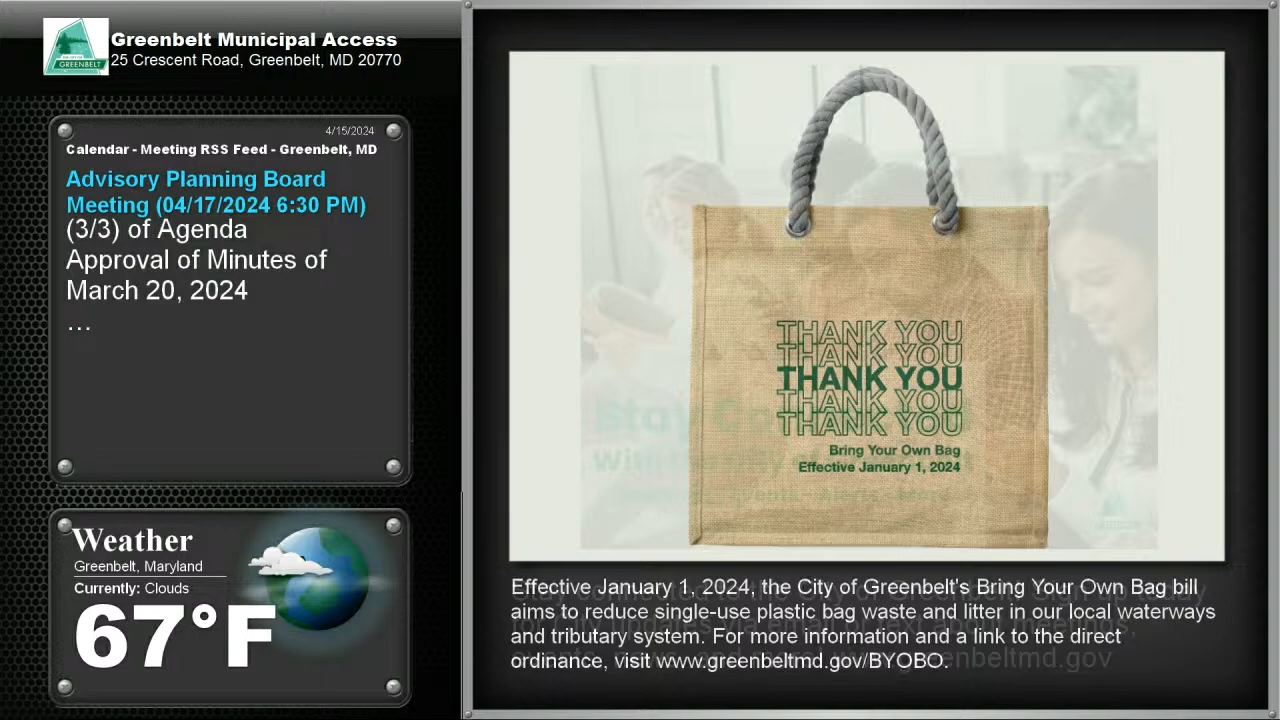 Greenbelt Municipal Access
25 Crescent Road, Greenbelt, MD 20770
GREENBELT
4/15/2024
Calendar - Meeting RSS Feed - Greenbelt, MD
Advisory Planning Board
Meeting (04/17/2024 6:30 PM)
(3/3) of Agenda
Approval of Minutes of
March 20, 2024
...
Weather
Greenbelt, Maryland
Currently: Clouds
67°F
THANK YOU
THANK YOU
THANK YOU
THANK YOU
THANK YOU
Bring Your Own Bag
Effective January 1, 2024
Effective January 1, 2024, the City of Greenbelt's Bring Your Own Bag bill
aims to reduce single-use plastic bag waste and litter in our local waterways
and tributary system. For more information and a link to the direct
ordinance, visit www.greenbeltmd.gov/BYOBO.